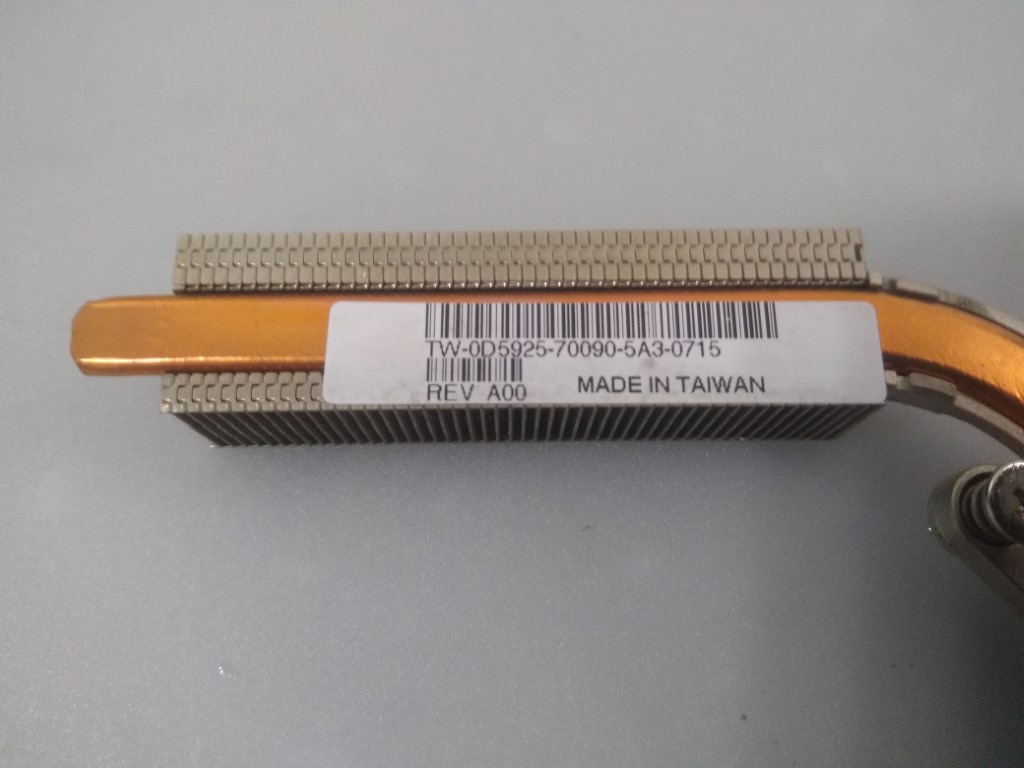 TW-0D5925-70090-5A3-0715
REV A00 MADE IN TAIWAN